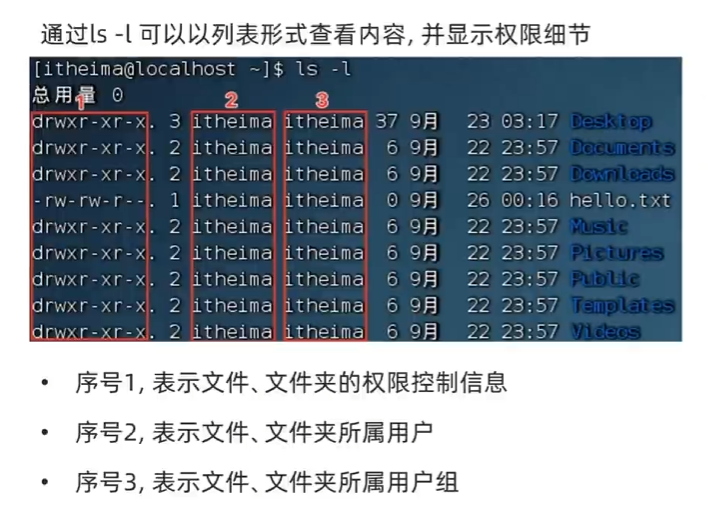 通过ls -l 可以以列表形式查看内容, 并显示权限细节
[itheima@localhost ~]$ ls -l
总用量 0
1 2 3
drwxr-xr-x. 3 itheima itheima 37 9月 23 03:17 Desktop
drwxr-xr-x. 2 itheima itheima 6 9月 22 23:57 Documents
drwxr-xr-x. 2 itheima itheima 6 9月 22 23:57 Downloads
-rw-rw-r--. 1 itheima itheima 0 9月 26 00:16 hello.txt
drwxr-xr-x. 2 itheima itheima 6 9月 22 23:57 Music
drwxr-xr-x. 2 itheima itheima 6 9月 22 23:57 Pictures
drwxr-xr-x. 2 itheima itheima 6 9月 22 23:57 Public
drwxr-xr-x. 2 itheima itheima 6 9月 22 23:57 Templates
drwxr-xr-x. 2 itheima itheima 6 9月 22 23:57 Videos
• 序号1, 表示文件、文件夹的权限控制信息
• 序号2, 表示文件、文件夹所属用户
• 序号3, 表示文件、文件夹所属用户组